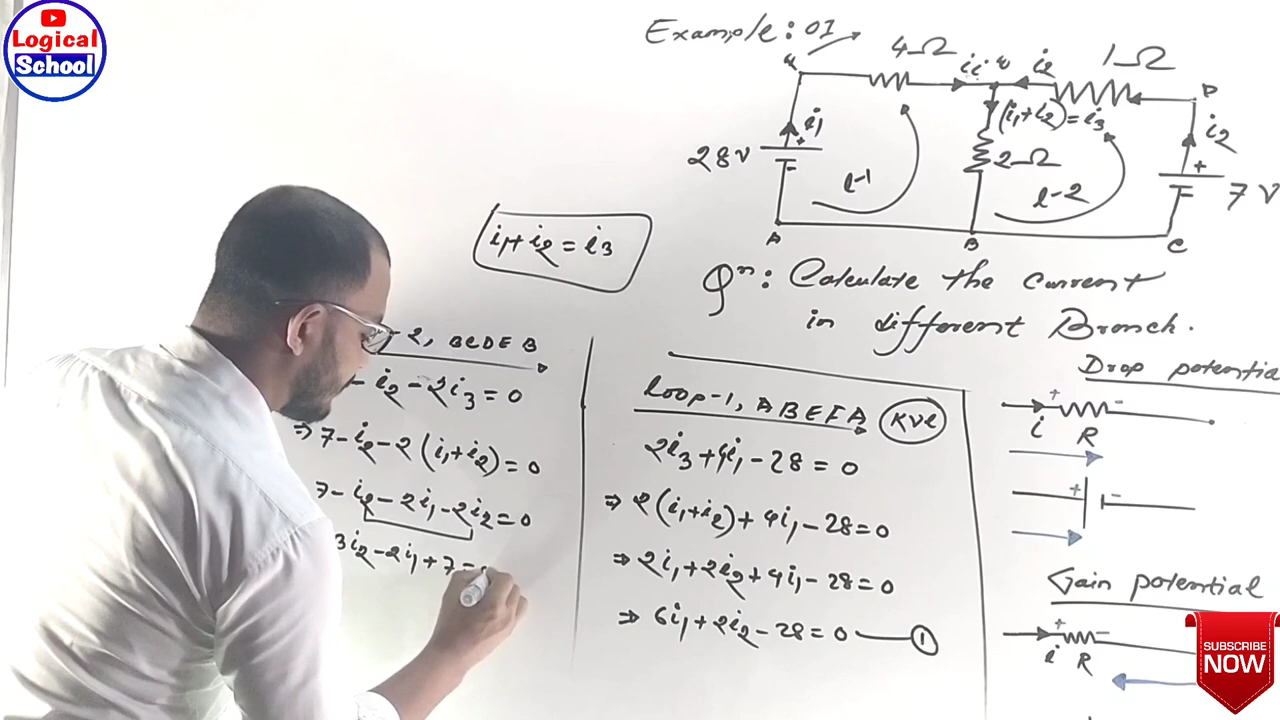 Logical
School
Example: 01
4Ω
i2
1Ω
D
i1
(i1+i2)=i3
i2
28v
2Ω
+
-
7v
l-1
l-2
A
B
C
i1+i2 = i3
Qn: Calculate the current
in different Branch.
2, BCDEB
- i2 - 2i3 = 0
⇒ 7-i2-2(i1+i2) = 0
7-i2-2i1-2i2 = 0
3i2-2i1+7=
Loop-1, ABEFA KVL
2i3+4i1-28 = 0
⇒ 2(i1+i2)+4i1-28=0
⇒ 2i1+2i2+4i1-28=0
⇒ 6i1+2i2-28=0 1
Drop potential
+ -
i R
+ -
Gain potential
+ -
i R
SUBSCRIBE
NOW